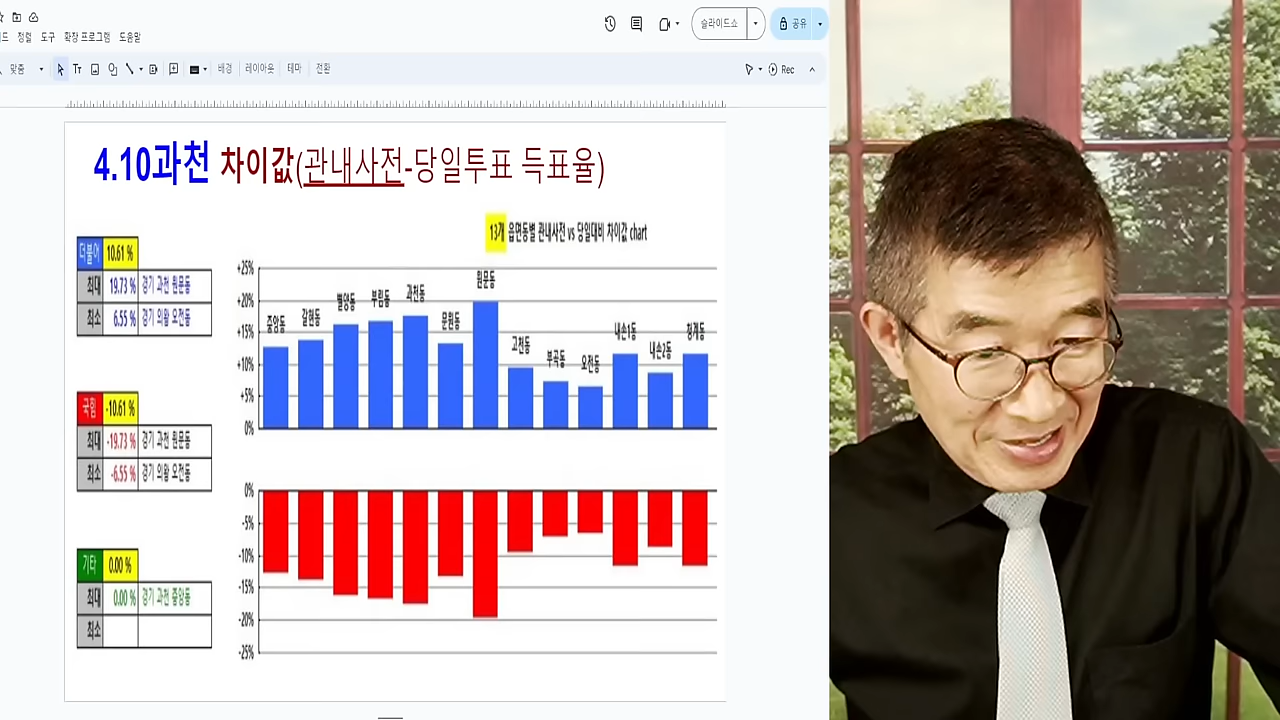 정렬 도구 확장 프로그램 도움말
슬라이드쇼 공유
맞춤 Tт 배경 레이아웃 테마 전환 Rec
4.10과천 차이값(관내사전-당일투표 득표율)
13개 읍면동별 관내사전 vs 당일대비 차이값 chart
더불어 10.61 %
최대 19.73 % 경기 과천 원문동
최소 6.55 % 경기 의왕 오전동
국힘 -10.61 %
최대 -19.73 % 경기 과천 원문동
최소 -6.55 % 경기 의왕 오전동
기타 0.00 %
최대 0.00 % 경기 과천 중앙동
최소
+25%
+20%
+15%
+10%
+5%
0%
중앙동 갈현동 별양동 부림동 과천동 문원동 원문동 고천동 부곡동 오전동 내손1동 내손2동 청계동
0%
-5%
-10%
-15%
-20%
-25%